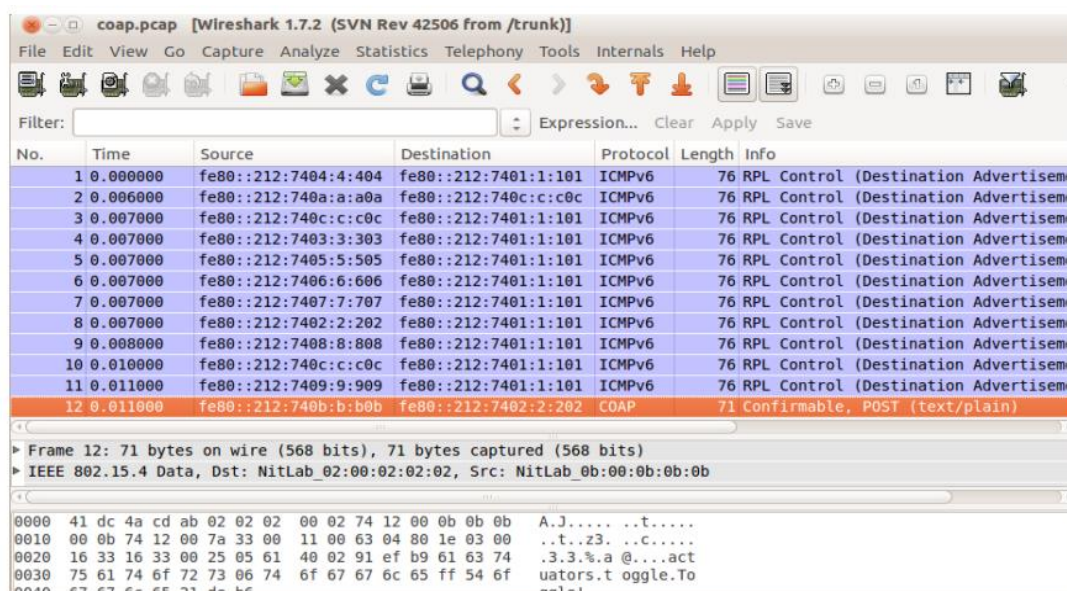 coap.pcap [Wireshark 1.7.2 (SVN Rev 42506 from /trunk)]
File Edit View Go Capture Analyze Statistics Telephony Tools Internals Help
Filter: Expression... Clear Apply Save
No. Time Source Destination Protocol Length Info
1 0.000000 fe80::212:7404:4:404 fe80::212:7401:1:101 ICMPv6 76 RPL Control (Destination Advertisem
2 0.006000 fe80::212:740a:a:a0a fe80::212:740c:c:c0c ICMPv6 76 RPL Control (Destination Advertisem
3 0.007000 fe80::212:740c:c:c0c fe80::212:7401:1:101 ICMPv6 76 RPL Control (Destination Advertisem
4 0.007000 fe80::212:7403:3:303 fe80::212:7401:1:101 ICMPv6 76 RPL Control (Destination Advertisem
5 0.007000 fe80::212:7405:5:505 fe80::212:7401:1:101 ICMPv6 76 RPL Control (Destination Advertisem
6 0.007000 fe80::212:7406:6:606 fe80::212:7401:1:101 ICMPv6 76 RPL Control (Destination Advertisem
7 0.007000 fe80::212:7407:7:707 fe80::212:7401:1:101 ICMPv6 76 RPL Control (Destination Advertisem
8 0.007000 fe80::212:7402:2:202 fe80::212:7401:1:101 ICMPv6 76 RPL Control (Destination Advertisem
9 0.008000 fe80::212:7408:8:808 fe80::212:7401:1:101 ICMPv6 76 RPL Control (Destination Advertisem
10 0.010000 fe80::212:740c:c:c0c fe80::212:7401:1:101 ICMPv6 76 RPL Control (Destination Advertisem
11 0.011000 fe80::212:7409:9:909 fe80::212:7401:1:101 ICMPv6 76 RPL Control (Destination Advertisem
12 0.011000 fe80::212:740b:b:b0b fe80::212:7402:2:202 COAP 71 Confirmable, POST (text/plain)
Frame 12: 71 bytes on wire (568 bits), 71 bytes captured (568 bits)
IEEE 802.15.4 Data, Dst: NitLab_02:00:02:02:02, Src: NitLab_0b:00:0b:0b:0b
0000 41 dc 4a cd ab 02 02 02 00 02 74 12 00 0b 0b 0b A.J..... ..t.....
0010 00 0b 74 12 00 7a 33 00 11 00 63 04 80 1e 03 00 ..t..z3. ..c.....
0020 16 33 16 33 00 25 05 61 40 02 91 ef b9 61 63 74 .3.3.%.a @....act
0030 75 61 74 6f 72 73 06 74 6f 67 67 6c 65 ff 54 6f uators.t oggle.To